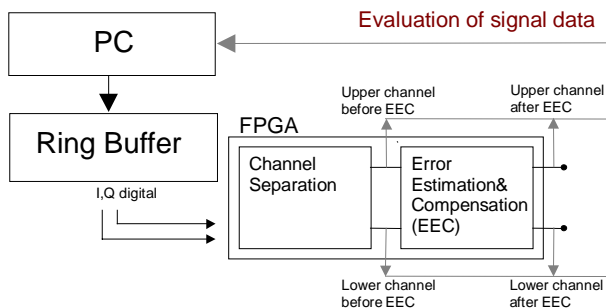 Evaluation of signal data
PC
Upper channel
before EEC
Upper channel
after EEC
Ring Buffer
FPGA
Channel
Separation
Error
Estimation&
Compensation
(EEC)
I,Q digital
Lower channel
before EEC
Lower channel
after EEC